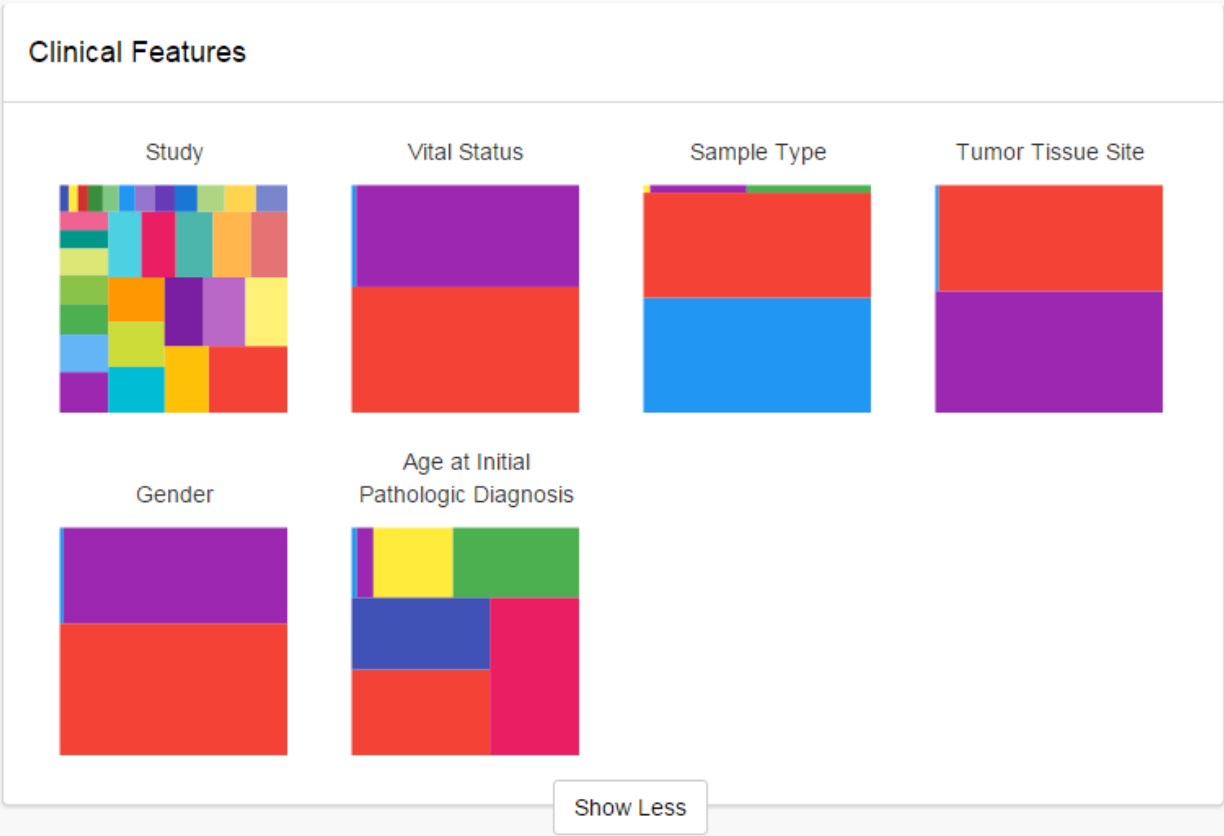 Clinical Features
Study
Vital Status
Sample Type
Tumor Tissue Site
Gender
Age at Initial
Pathologic Diagnosis
Show Less